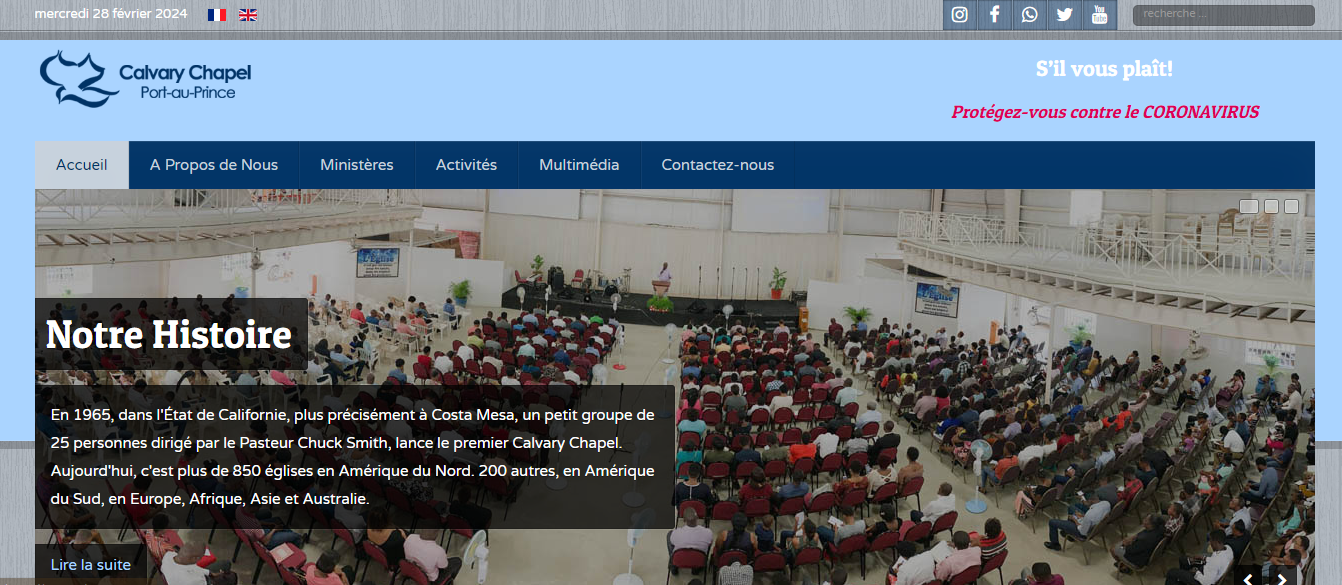 mercredi 28 février 2024
recherche ...
Calvary Chapel
Port-au-Prince
S'il vous plaît!
Protégez-vous contre le CORONAVIRUS
Accueil
A Propos de Nous
Ministères
Activités
Multimédia
Contactez-nous
Notre Histoire
En 1965, dans l'État de Californie, plus précisément à Costa Mesa, un petit groupe de
25 personnes dirigé par le Pasteur Chuck Smith, lance le premier Calvary Chapel.
Aujourd'hui, c'est plus de 850 églises en Amérique du Nord. 200 autres, en Amérique
du Sud, en Europe, Afrique, Asie et Australie.
Lire la suite